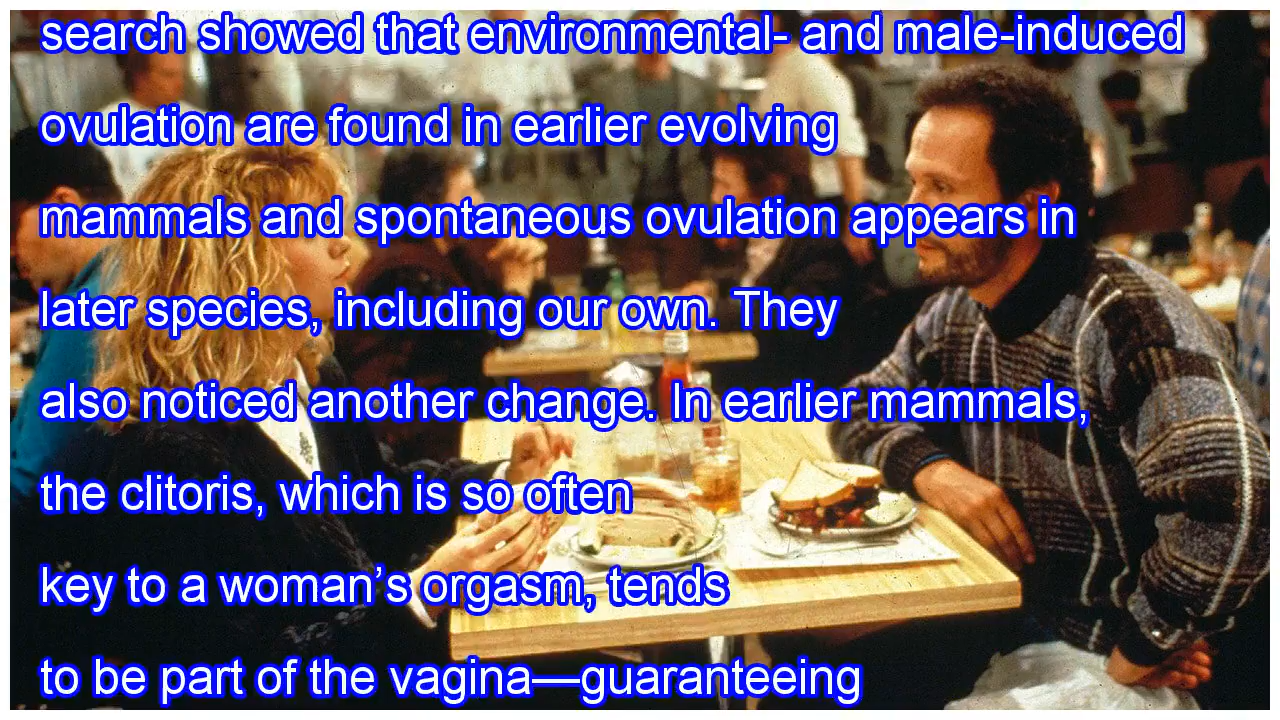 search showed that environmental- and male-induced
ovulation are found in earlier evolving
mammals and spontaneous ovulation appears in
later species, including our own. They
also noticed another change. In earlier mammals,
the clitoris, which is so often
key to a woman’s orgasm, tends
to be part of the vagina—guaranteeing